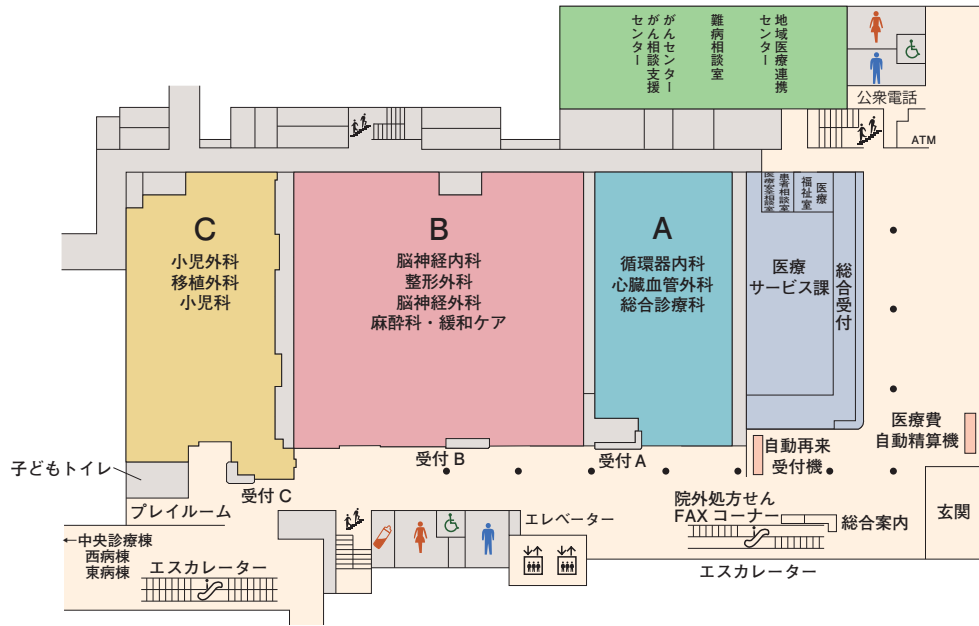 がんセンター
がん相談支援
センター
難病相談室
地域医療連携
センター
公衆電話
ATM
C
小児外科
移植外科
小児科
B
脳神経内科
整形外科
脳神経外科
麻酔科・緩和ケア
A
循環器内科
心臓血管外科
総合診療科
医療安全相談室
患者相談室
医療
福祉室
医療
サービス課
総合受付
医療費
自動精算機
自動再来
受付機
子どもトイレ
受付 C
受付 B
受付 A
プレイルーム
エレベーター
院外処方せん
FAX コーナー
総合案内
玄関
←中央診療棟
西病棟
東病棟
エスカレーター
エスカレーター